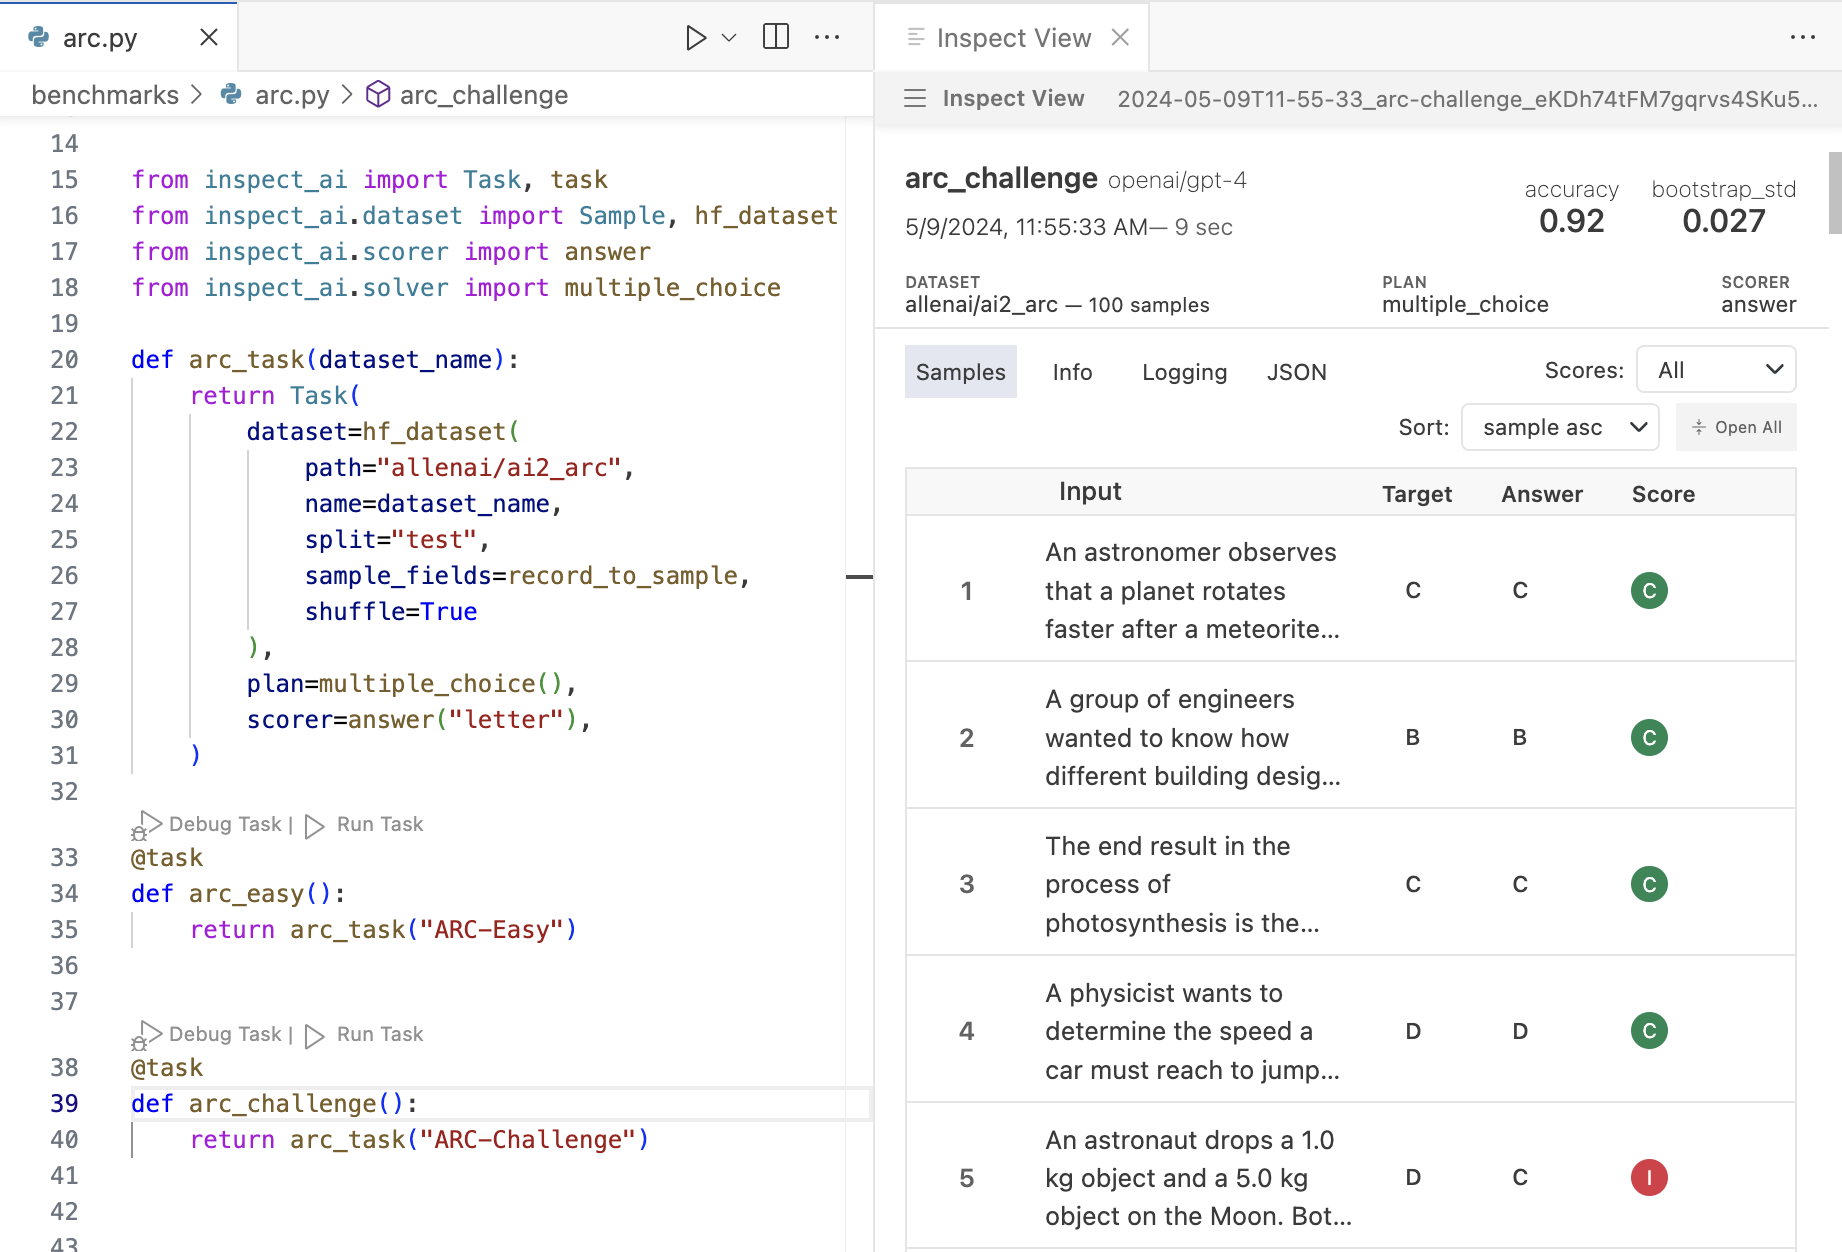 arc.py
benchmarks > arc.py > arc_challenge
14
15 from inspect_ai import Task, task
16 from inspect_ai.dataset import Sample, hf_dataset
17 from inspect_ai.scorer import answer
18 from inspect_ai.solver import multiple_choice
19
20 def arc_task(dataset_name):
21 return Task(
22 dataset=hf_dataset(
23 path="allenai/ai2_arc",
24 name=dataset_name,
25 split="test",
26 sample_fields=record_to_sample,
27 shuffle=True
28 ),
29 plan=multiple_choice(),
30 scorer=answer("letter"),
31 )
32
Debug Task | Run Task
33 @task
34 def arc_easy():
35 return arc_task("ARC-Easy")
36
37
Debug Task | Run Task
38 @task
39 def arc_challenge():
40 return arc_task("ARC-Challenge")
41
42
43
Inspect View
Inspect View 2024-05-09T11-55-33_arc-challenge_eKDh74tFM7gqrvs4SKu5...
arc_challenge openai/gpt-4
5/9/2024, 11:55:33 AM— 9 sec
accuracy bootstrap_std
0.92 0.027
DATASET PLAN SCORER
allenai/ai2_arc — 100 samples multiple_choice answer
Samples Info Logging JSON Scores: All
Sort: sample asc Open All
Input Target Answer Score
An astronomer observes
1 that a planet rotates C C C
faster after a meteorite...
A group of engineers
2 wanted to know how B B C
different building desig...
The end result in the
3 process of C C C
photosynthesis is the...
A physicist wants to
4 determine the speed a D D C
car must reach to jump...
An astronaut drops a 1.0
5 kg object and a 5.0 kg D C I
object on the Moon. Bot...